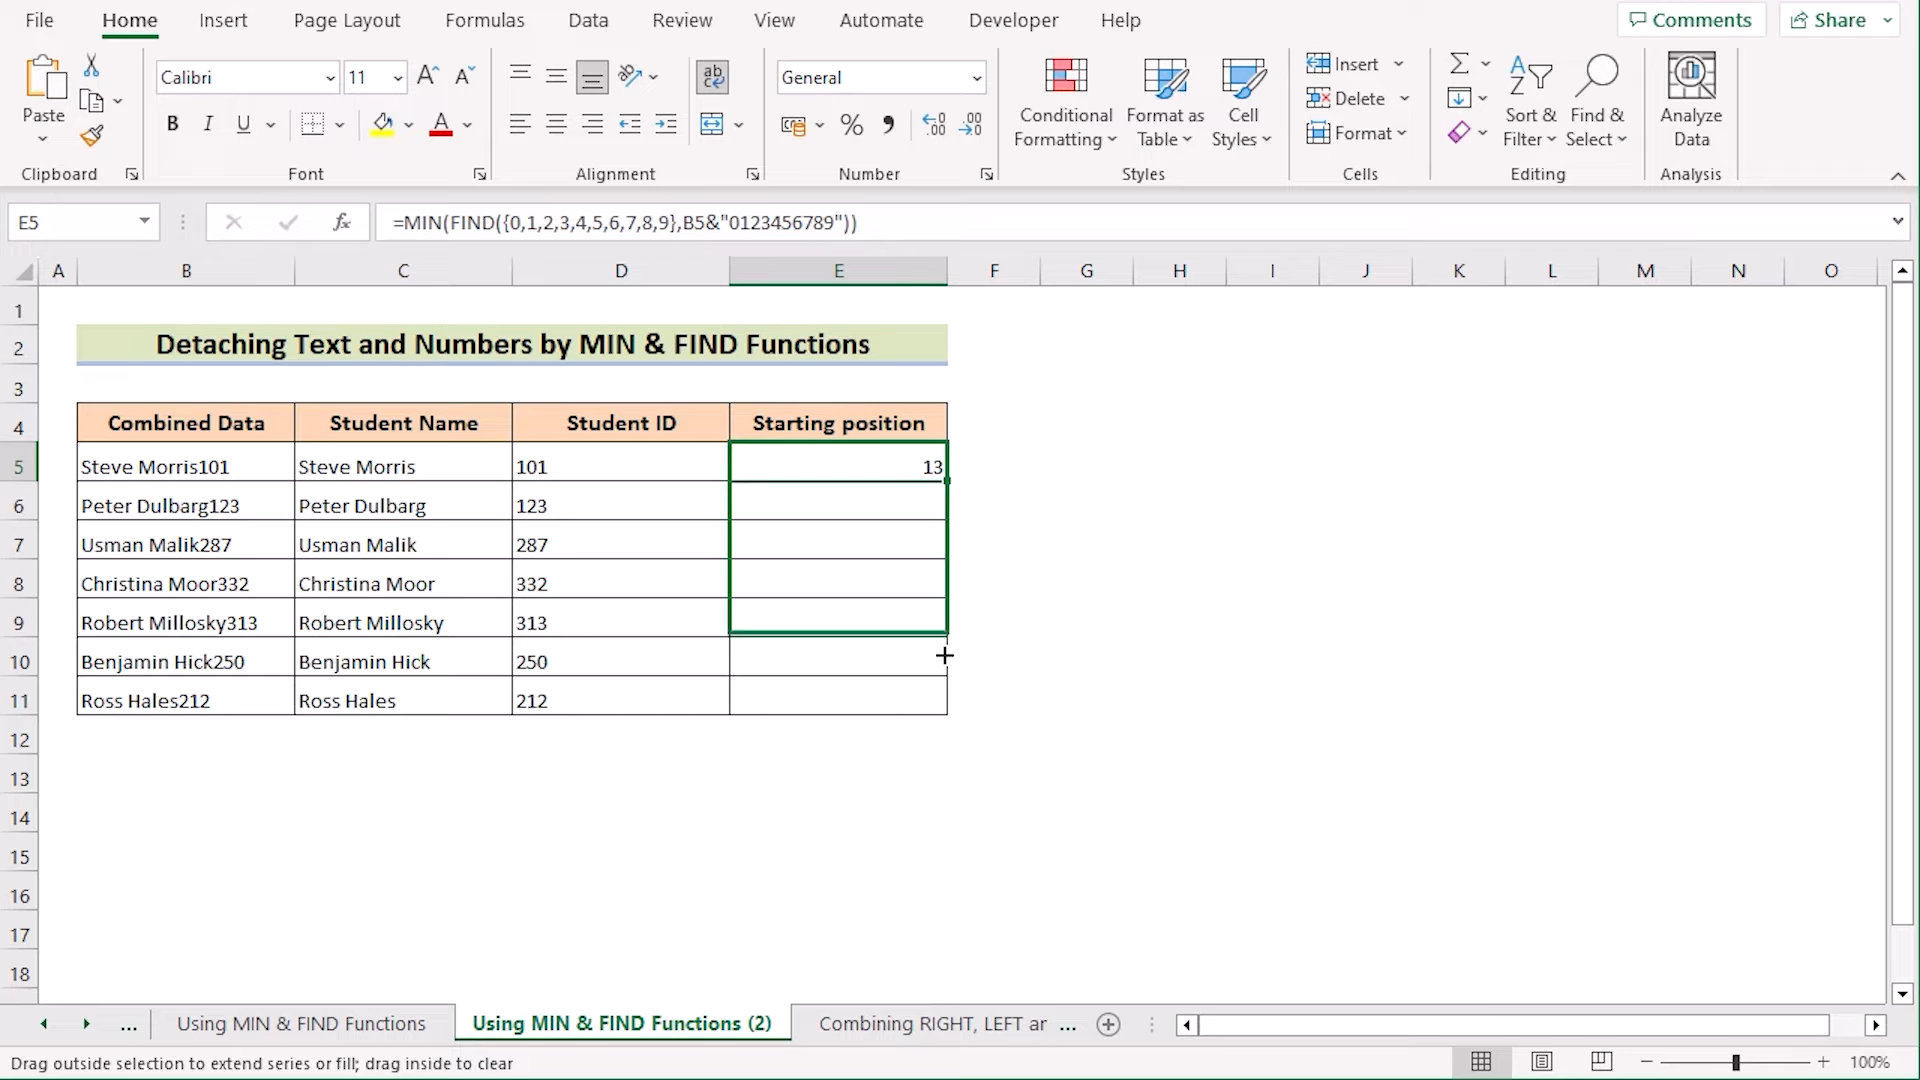 File Home Insert Page Layout Formulas Data Review View Automate Developer Help Comments Share
Calibri 11 General
Paste
B I U A
Conditional Formatting
Format as Table
Cell Styles
Insert
Delete
Format
Sort & Filter
Find & Select
Analyze Data
Clipboard Font Alignment Number Styles Cells Editing Analysis
E5 fx =MIN(FIND({0,1,2,3,4,5,6,7,8,9},B5&"0123456789"))
A B C D E F G H I J K L M N O
1
2 Detaching Text and Numbers by MIN & FIND Functions
3
4 Combined Data Student Name Student ID Starting position
5 Steve Morris101 Steve Morris 101 13
6 Peter Dulbarg123 Peter Dulbarg 123
7 Usman Malik287 Usman Malik 287
8 Christina Moor332 Christina Moor 332
9 Robert Millosky313 Robert Millosky 313
10 Benjamin Hick250 Benjamin Hick 250
11 Ross Hales212 Ross Hales 212
12
13
14
15
16
17
18
... Using MIN & FIND Functions Using MIN & FIND Functions (2) Combining RIGHT, LEFT ar ...
Drag outside selection to extend series or fill; drag inside to clear 100%